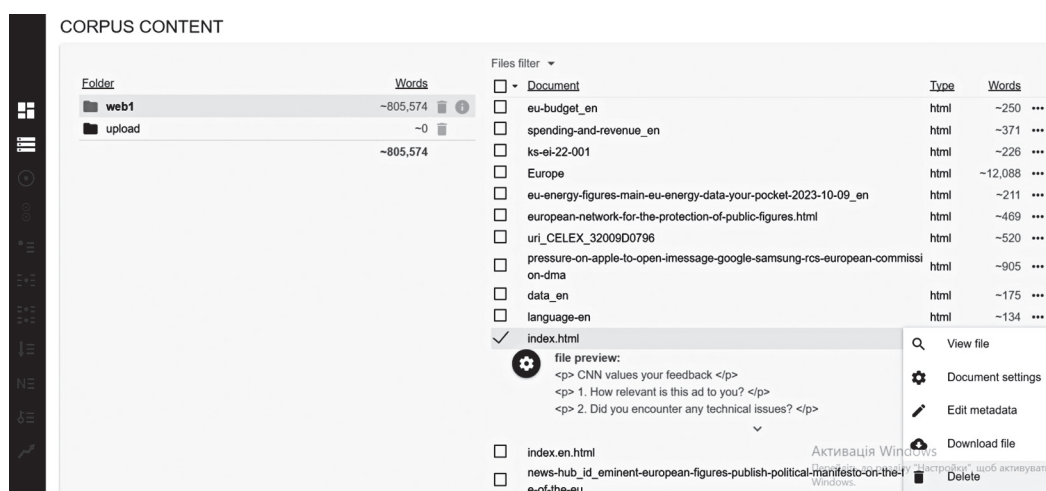 CORPUS CONTENT
Files filter
Folder Words
web1 ~805,574
upload ~0
~805,574
Document Type Words
eu-budget_en html ~250
spending-and-revenue_en html ~371
ks-ei-22-001 html ~226
Europe html ~12,088
eu-energy-figures-main-eu-energy-data-your-pocket-2023-10-09_en html ~211
european-network-for-the-protection-of-public-figures.html html ~469
uri_CELEX_32009D0796 html ~520
pressure-on-apple-to-open-imessage-google-samsung-rcs-european-commissi
on-dma html ~905
data_en html ~175
language-en html ~134
index.html
file preview:
<p> CNN values your feedback </p>
<p> 1. How relevant is this ad to you? </p>
<p> 2. Did you encounter any technical issues? </p>
View file
Document settings
Edit metadata
Download file
Delete
index.en.html
news-hub_id_eminent-european-figures-publish-political-manifesto-on-the-f
e-of-the-eu
Активація Windows
"Настройки", щоб активувати
Windows.